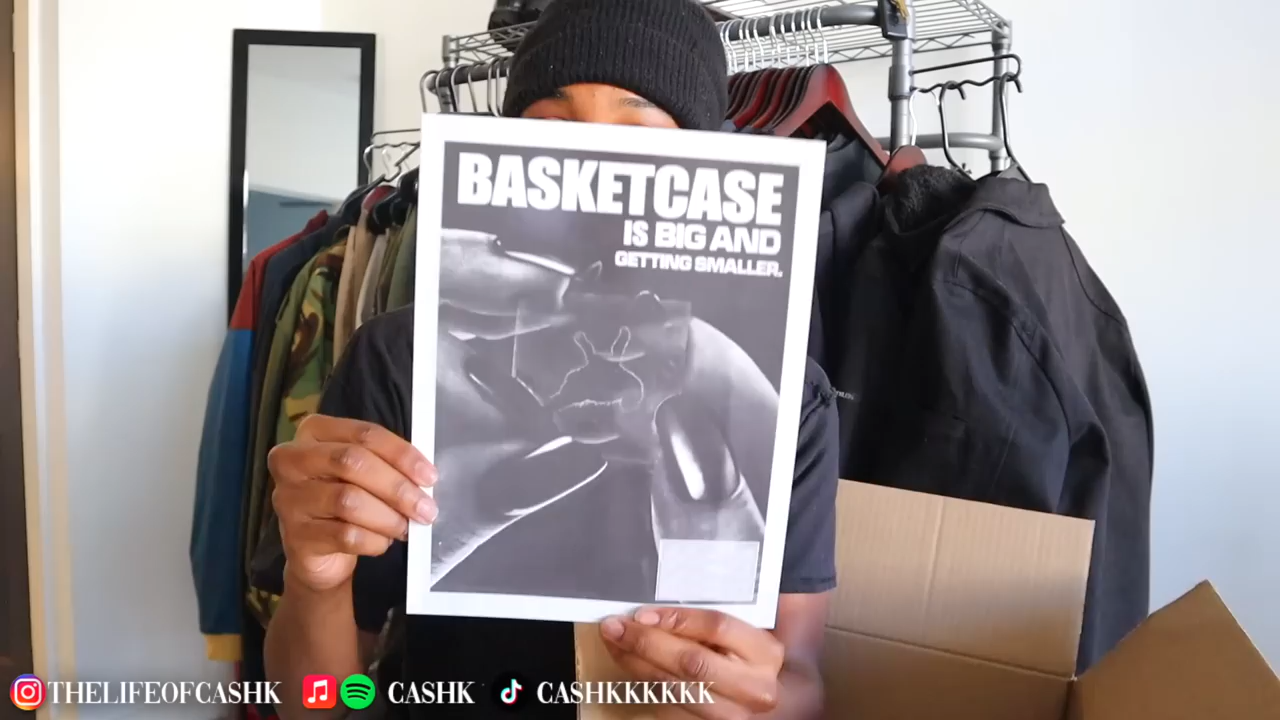 BASKETCASE
IS BIG AND
GETTING SMALLER.
THELIFEOFCASHK CASHK CASHKKKKKK